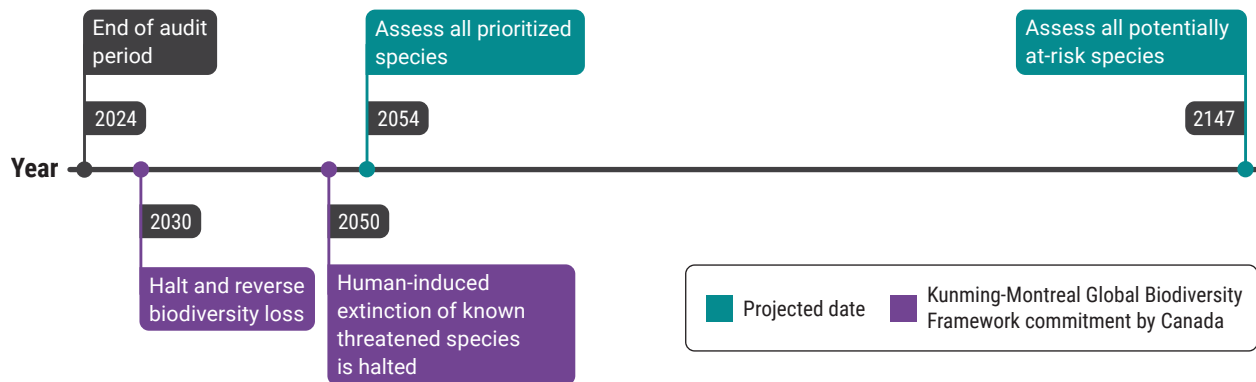 End of audit
period
Assess all prioritized
species
Assess all potentially
at-risk species
2024
2054
2147
Year
2030
2050
Halt and reverse
biodiversity loss
Human-induced
extinction of known
threatened species
is halted
Projected date
Kunming-Montreal Global Biodiversity
Framework commitment by Canada